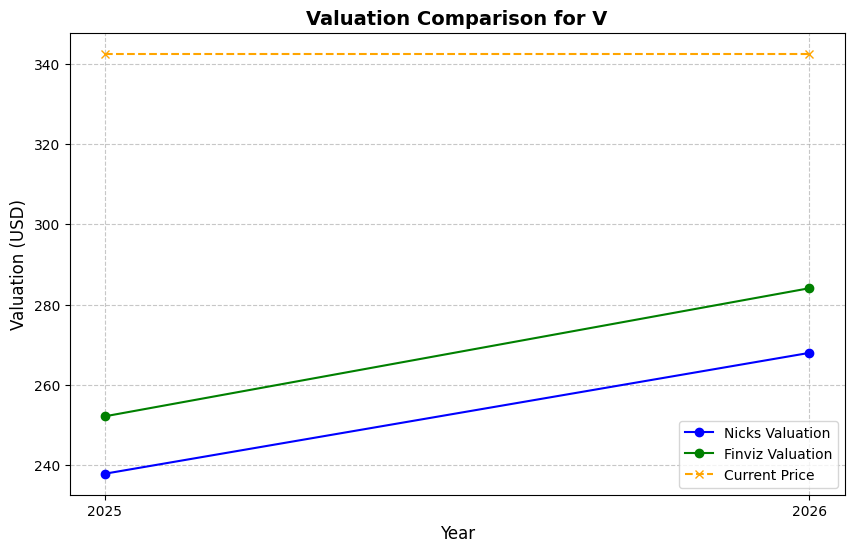 Valuation Comparison for V
Valuation (USD)
340
320
300
280
260
240
2025
2026
Year
Nicks Valuation
Finviz Valuation
Current Price